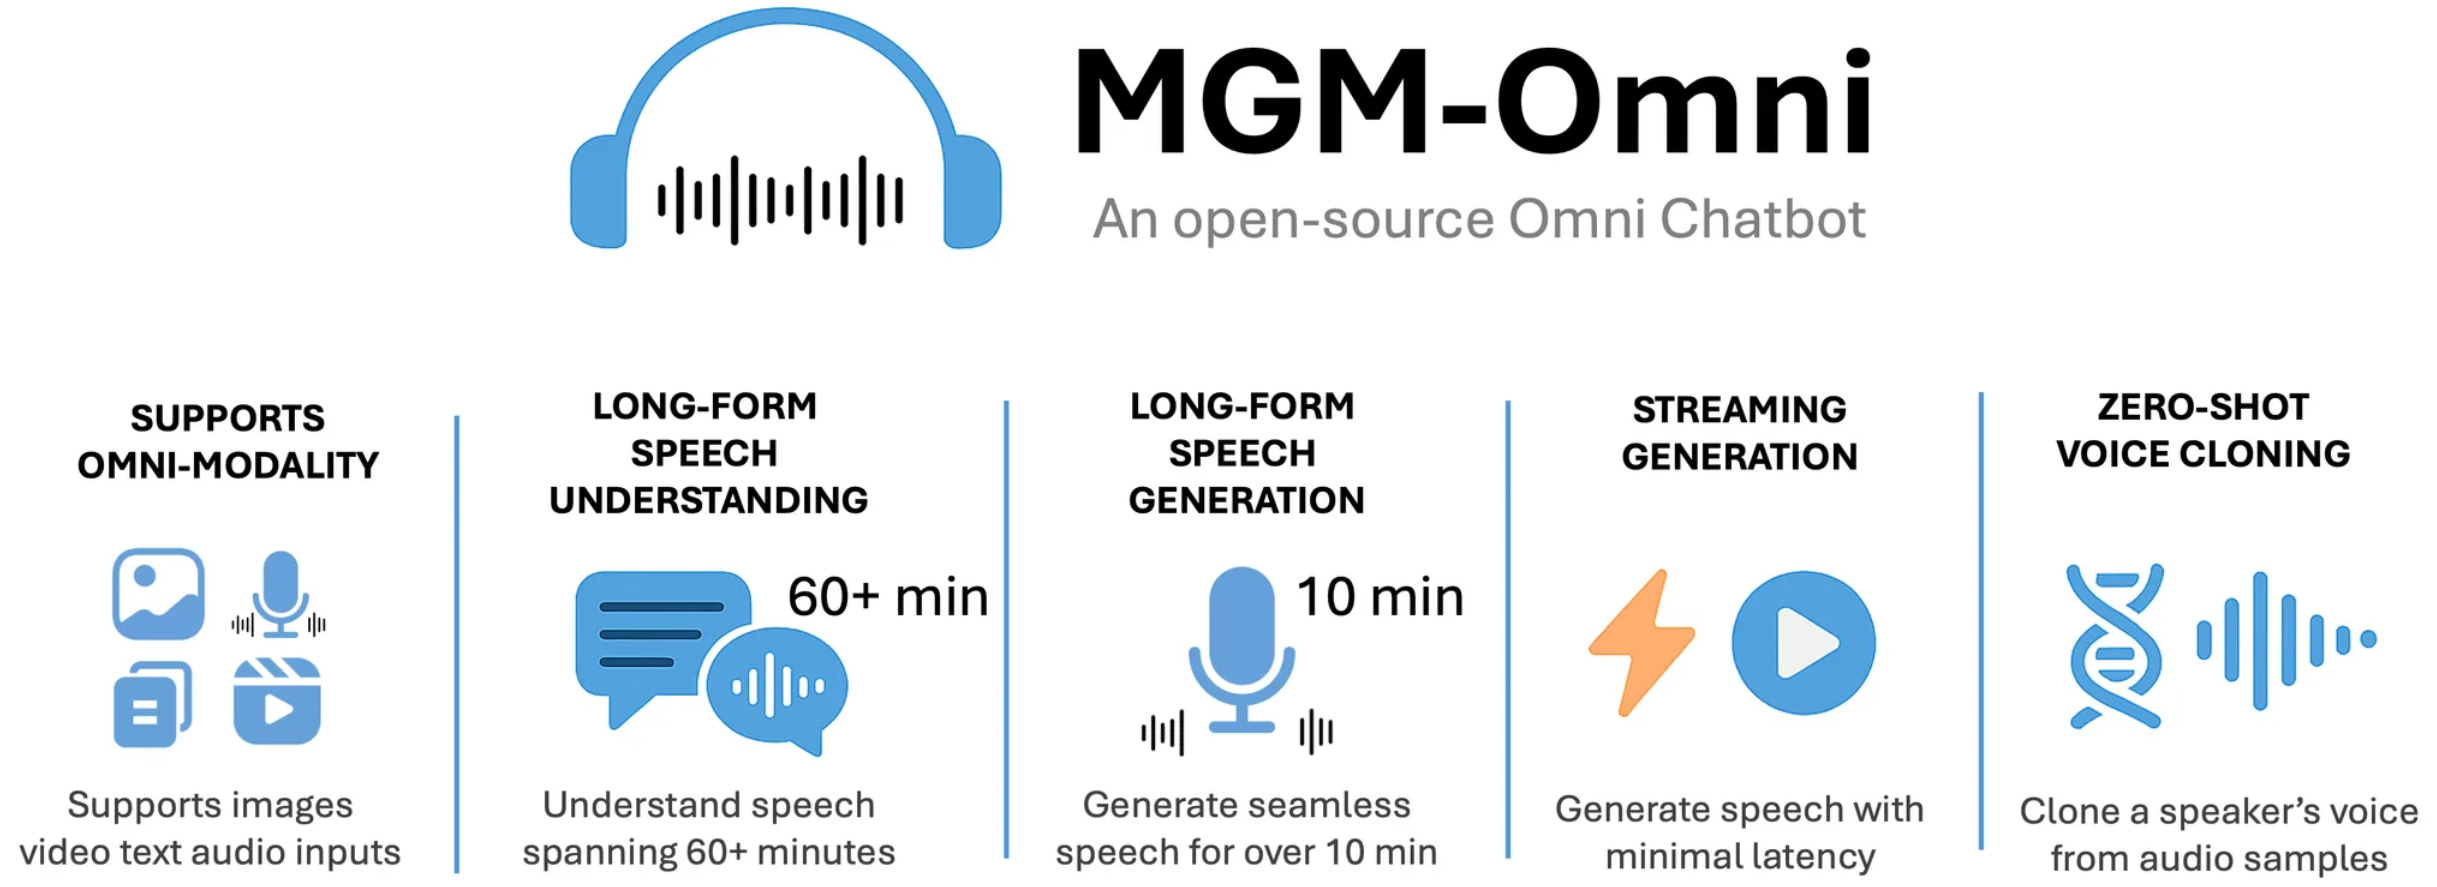 MGM-Omni
An open-source Omni Chatbot
SUPPORTS
OMNI-MODALITY
Supports images
video text audio inputs
LONG-FORM
SPEECH
UNDERSTANDING
60+ min
Understand speech
spanning 60+ minutes
LONG-FORM
SPEECH
GENERATION
10 min
Generate seamless
speech for over 10 min
STREAMING
GENERATION
Generate speech with
minimal latency
ZERO-SHOT
VOICE CLONING
Clone a speaker’s voice
from audio samples